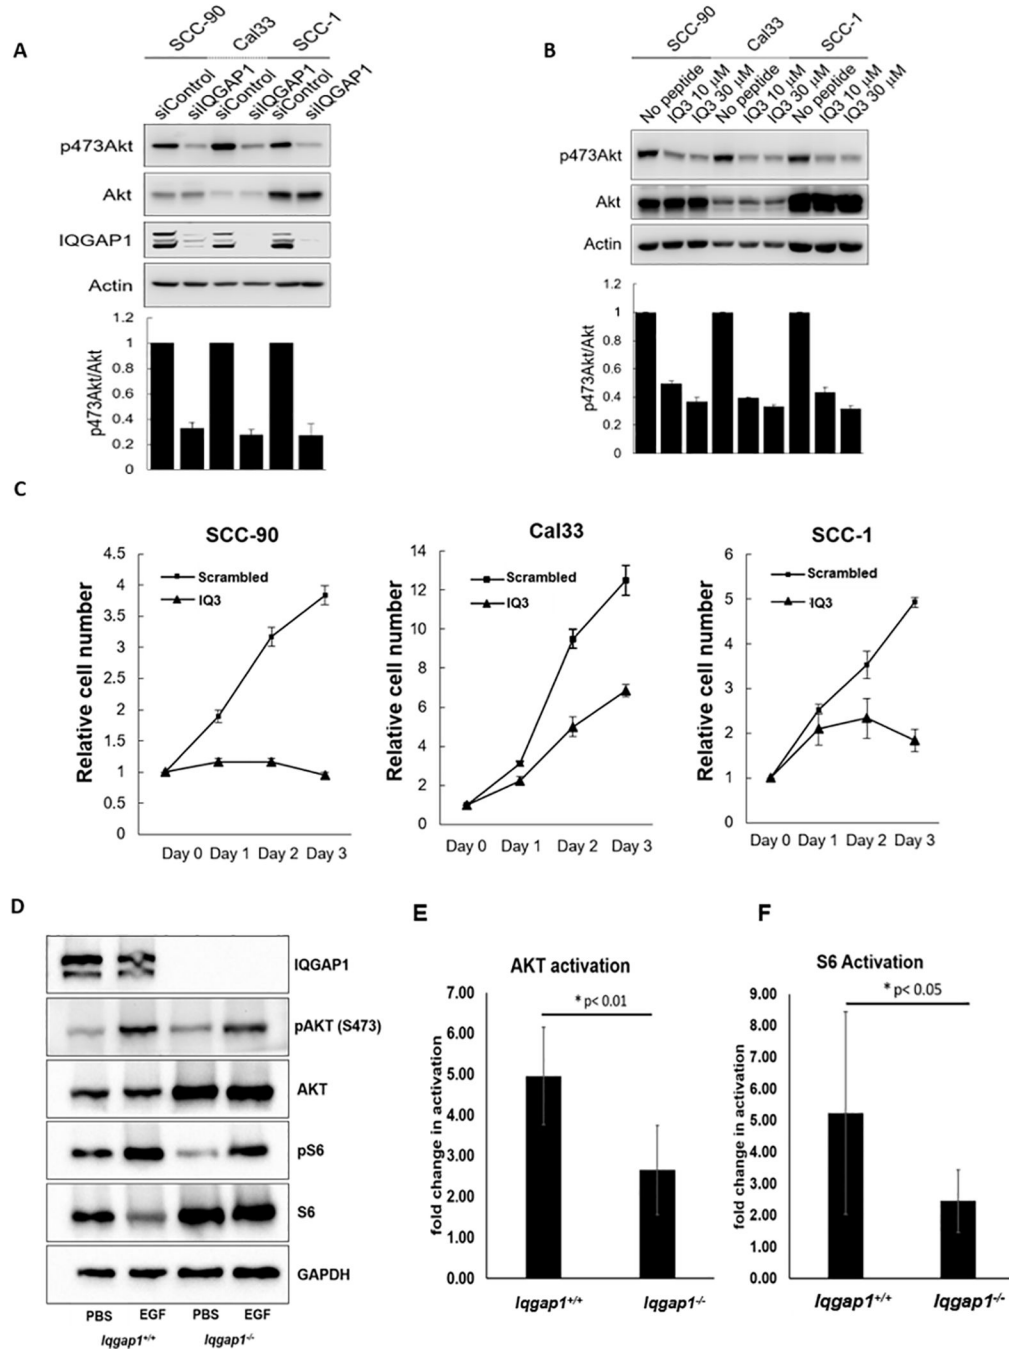 A
SCC-90 Cal33 SCC-1
siControl siIQGAP1 siControl siIQGAP1 siControl siIQGAP1
p473Akt
Akt
IQGAP1
Actin
1.2
1
0.8
0.6
0.4
0.2
0
p473Akt/Akt
B
SCC-90 Cal33 SCC-1
No peptide IQ3 10 μM IQ3 30 μM No peptide IQ3 10 μM IQ3 30 μM No peptide IQ3 10 μM IQ3 30 μM
p473Akt
Akt
Actin
1.2
1
0.8
0.6
0.4
0.2
0
p473Akt/Akt
C
SCC-90
4.5
4
3.5
3
2.5
2
1.5
1
0.5
0
Relative cell number
Scrambled
IQ3
Day 0 Day 1 Day 2 Day 3
Cal33
14
12
10
8
6
4
2
0
Relative cell number
Scrambled
IQ3
Day 0 Day 1 Day 2 Day 3
SCC-1
6
5
4
3
2
1
0
Relative cell number
Scrambled
IQ3
Day 0 Day 1 Day 2 Day 3
D
IQGAP1
pAKT (S473)
AKT
pS6
S6
GAPDH
PBS EGF PBS EGF
Iqgap1+/+ Iqgap1-/-
E
AKT activation
* p< 0.01
7.00
6.00
5.00
4.00
3.00
2.00
1.00
0.00
fold change in activation
Iqgap1+/+ Iqgap1-/-
F
S6 Activation
* p< 0.05
9.00
8.00
7.00
6.00
5.00
4.00
3.00
2.00
1.00
0.00
fold change in activation
Iqgap1+/+ Iqgap1-/-